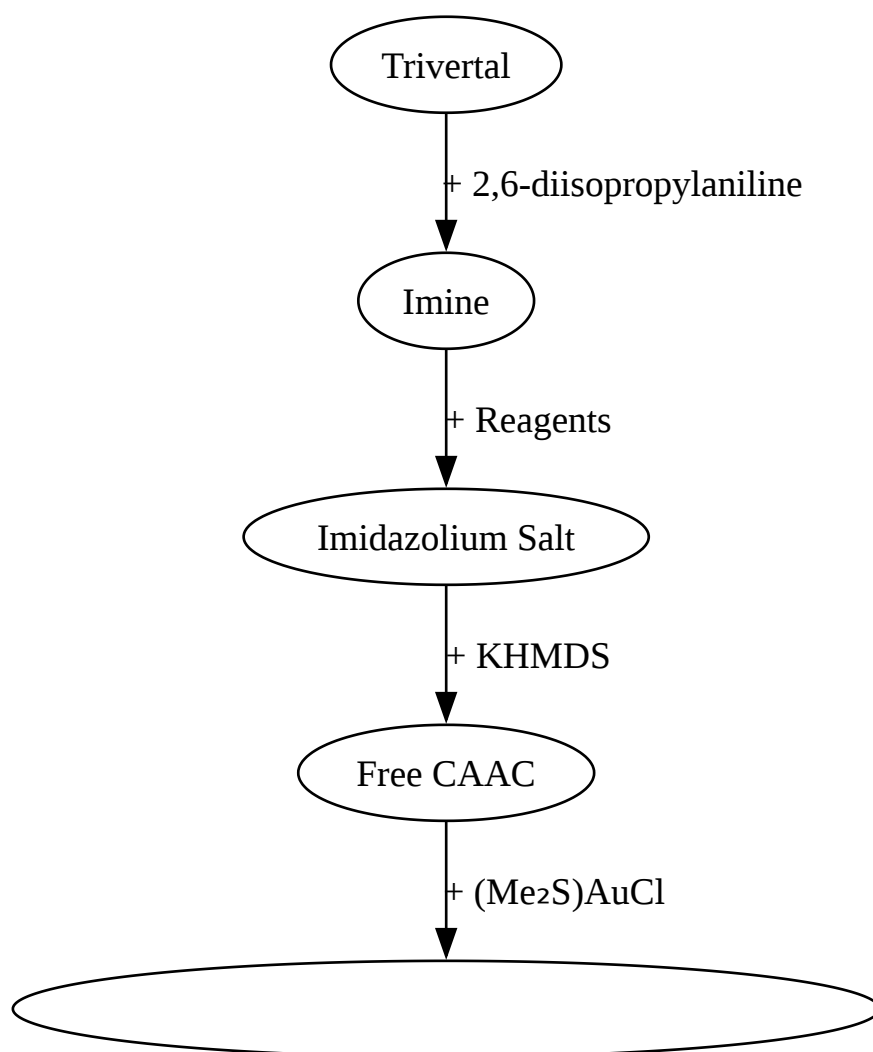 Trivertal
+ 2,6-diisopropylaniline
Imine
+ Reagents
Imidazolium Salt
+ KHMDS
Free CAAC
+ (Me₂S)AuCl